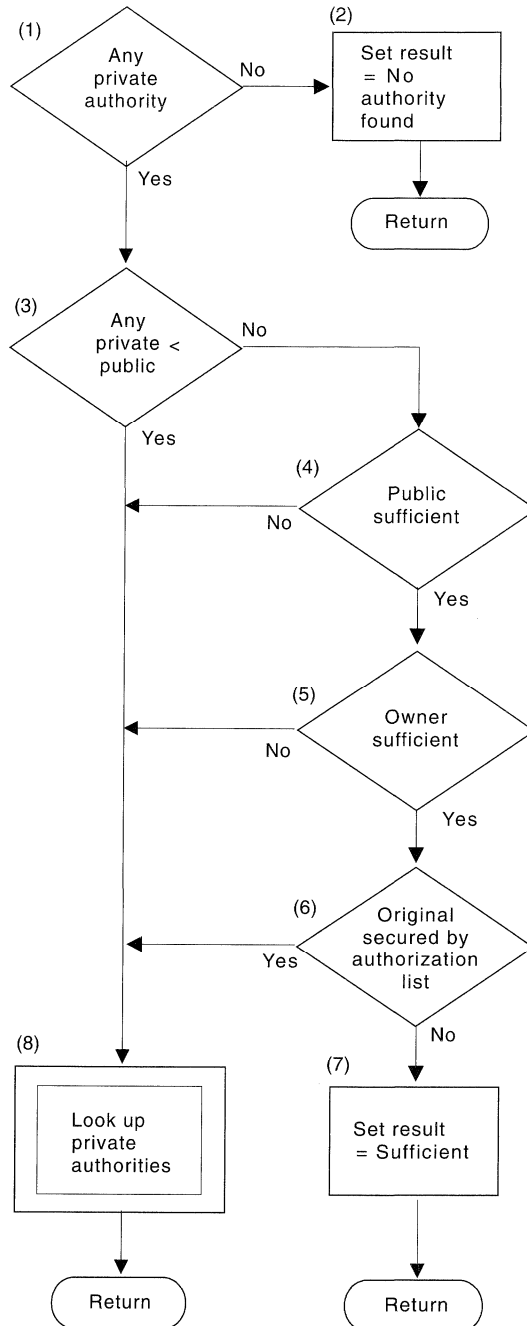 (1)
Any
private
authority
No
Yes
(2)
Set result
= No
authority
found
Return
(3)
Any
private <
public
No
Yes
(4)
Public
sufficient
No
Yes
(5)
Owner
sufficient
No
Yes
(6)
Original
secured by
authorization
list
Yes
No
(8)
Look up
private
authorities
Return
(7)
Set result
= Sufficient
Return